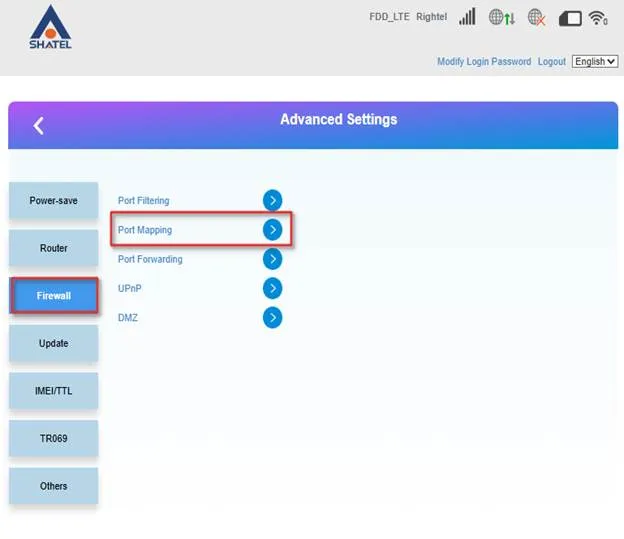 FDD_LTE Rightel
SHATEL
Modify Login Password Logout English
Advanced Settings
Power-save
Router
Firewall
Update
IMEI/TTL
TR069
Others
Port Filtering
Port Mapping
Port Forwarding
UPnP
DMZ